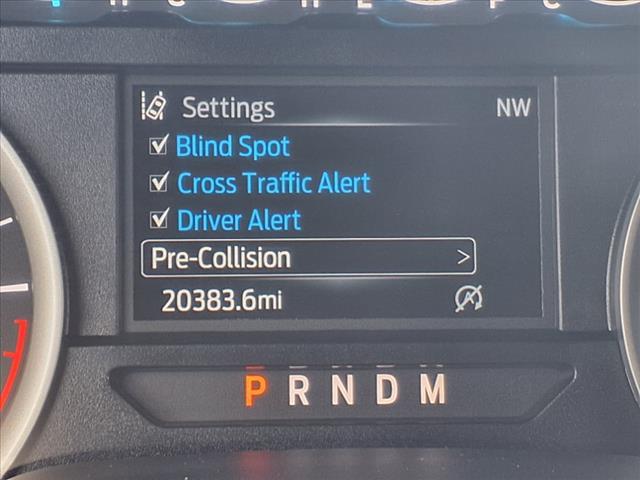 Settings NW
Blind Spot
Cross Traffic Alert
Driver Alert
Pre-Collision >
20383.6mi
P R N D M